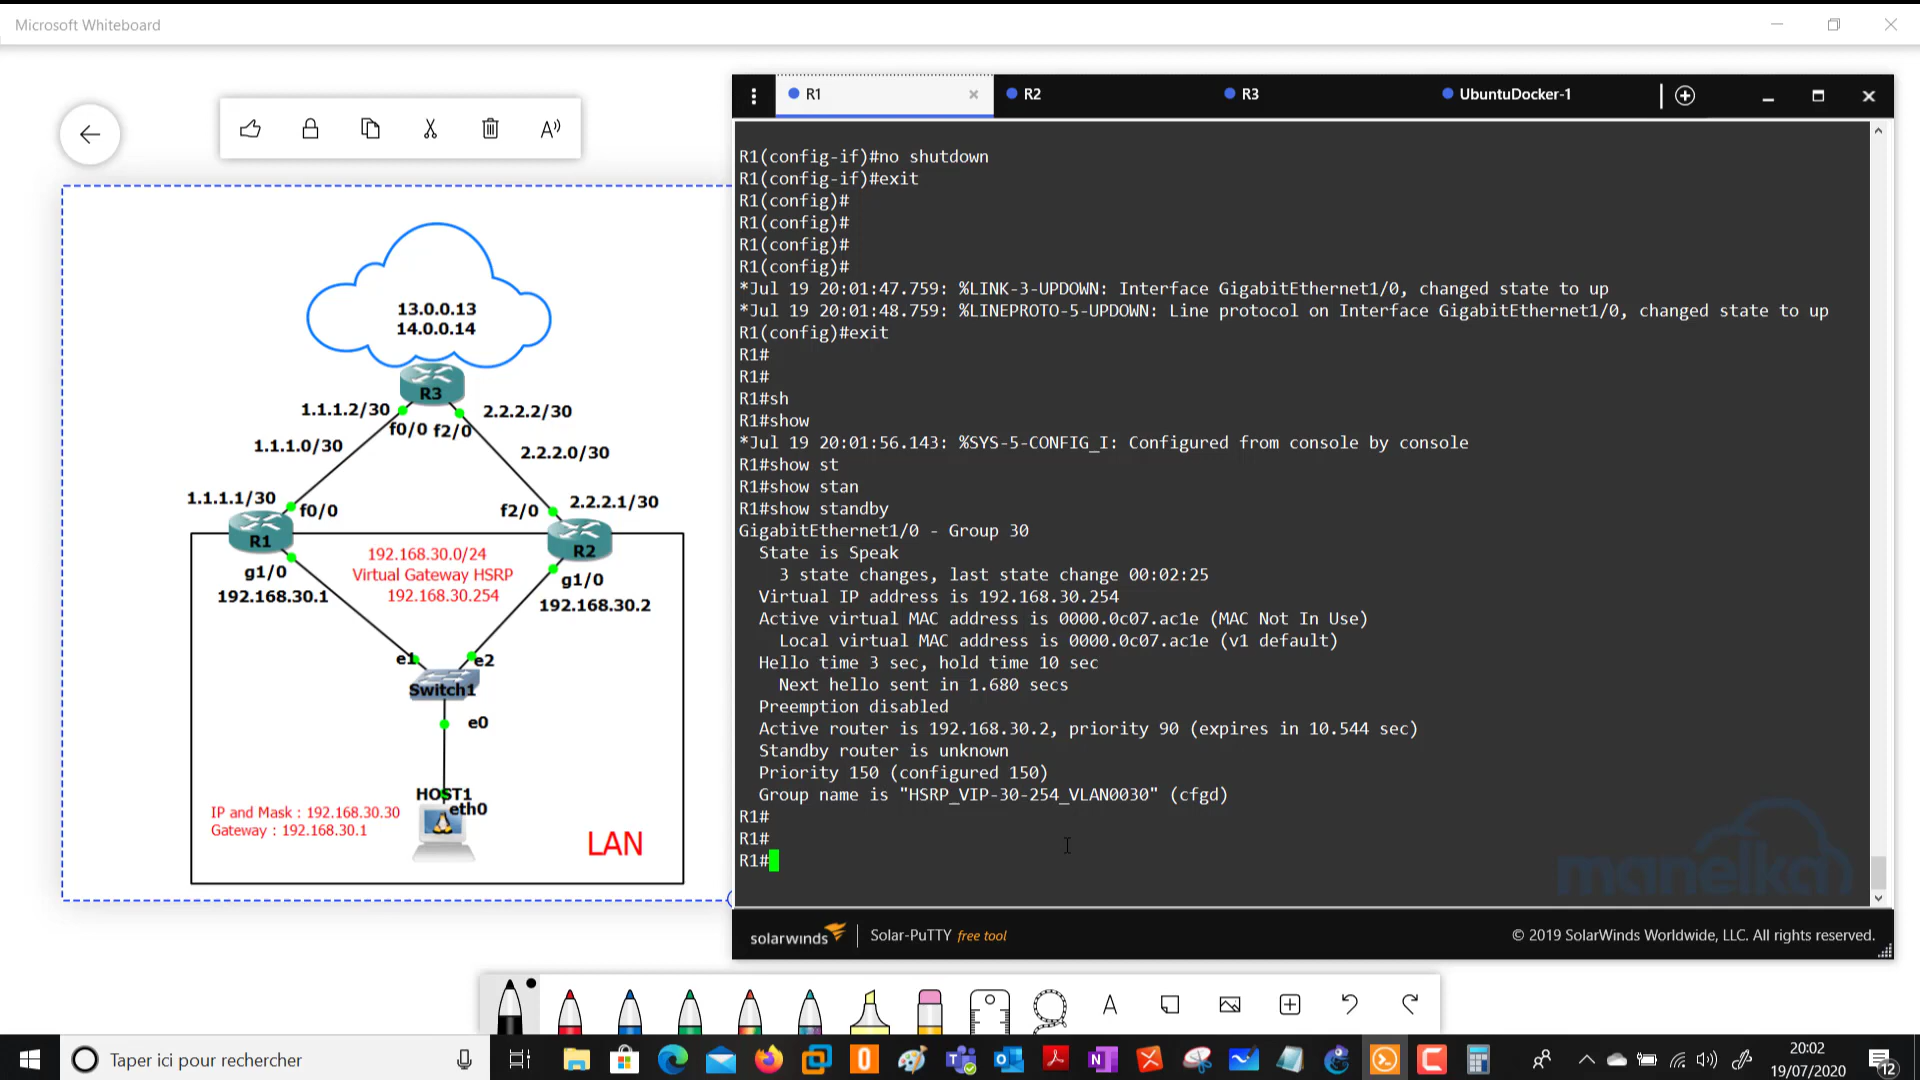 Microsoft Whiteboard
R1
R2
R3
UbuntuDocker-1
13.0.0.13
14.0.0.14
R3
1.1.1.2/30
2.2.2.2/30
f0/0 f2/0
1.1.1.0/30
2.2.2.0/30
1.1.1.1/30
f0/0
f2/0
2.2.2.1/30
R1
R2
192.168.30.0/24
Virtual Gateway HSRP
192.168.30.254
g1/0
192.168.30.1
g1/0
192.168.30.2
e1
e2
Switch1
e0
HOST1
eth0
IP and Mask : 192.168.30.30
Gateway : 192.168.30.1
LAN
R1(config-if)#no shutdown
R1(config-if)#exit
R1(config)#
R1(config)#
R1(config)#
R1(config)#
*Jul 19 20:01:47.759: %LINK-3-UPDOWN: Interface GigabitEthernet1/0, changed state to up
*Jul 19 20:01:48.759: %LINEPROTO-5-UPDOWN: Line protocol on Interface GigabitEthernet1/0, changed state to up
R1(config)#exit
R1#
R1#
R1#sh
R1#show
*Jul 19 20:01:56.143: %SYS-5-CONFIG_I: Configured from console by console
R1#show st
R1#show stan
R1#show standby
GigabitEthernet1/0 - Group 30
State is Speak
3 state changes, last state change 00:02:25
Virtual IP address is 192.168.30.254
Active virtual MAC address is 0000.0c07.ac1e (MAC Not In Use)
Local virtual MAC address is 0000.0c07.ac1e (v1 default)
Hello time 3 sec, hold time 10 sec
Next hello sent in 1.680 secs
Preemption disabled
Active router is 192.168.30.2, priority 90 (expires in 10.544 sec)
Standby router is unknown
Priority 150 (configured 150)
Group name is "HSRP_VIP-30-254_VLAN0030" (cfgd)
R1#
R1#
R1#
manelka
solarwinds
Solar-PuTTY free tool
© 2019 SolarWinds Worldwide, LLC. All rights reserved.
Taper ici pour rechercher
20:02
19/07/2020
12